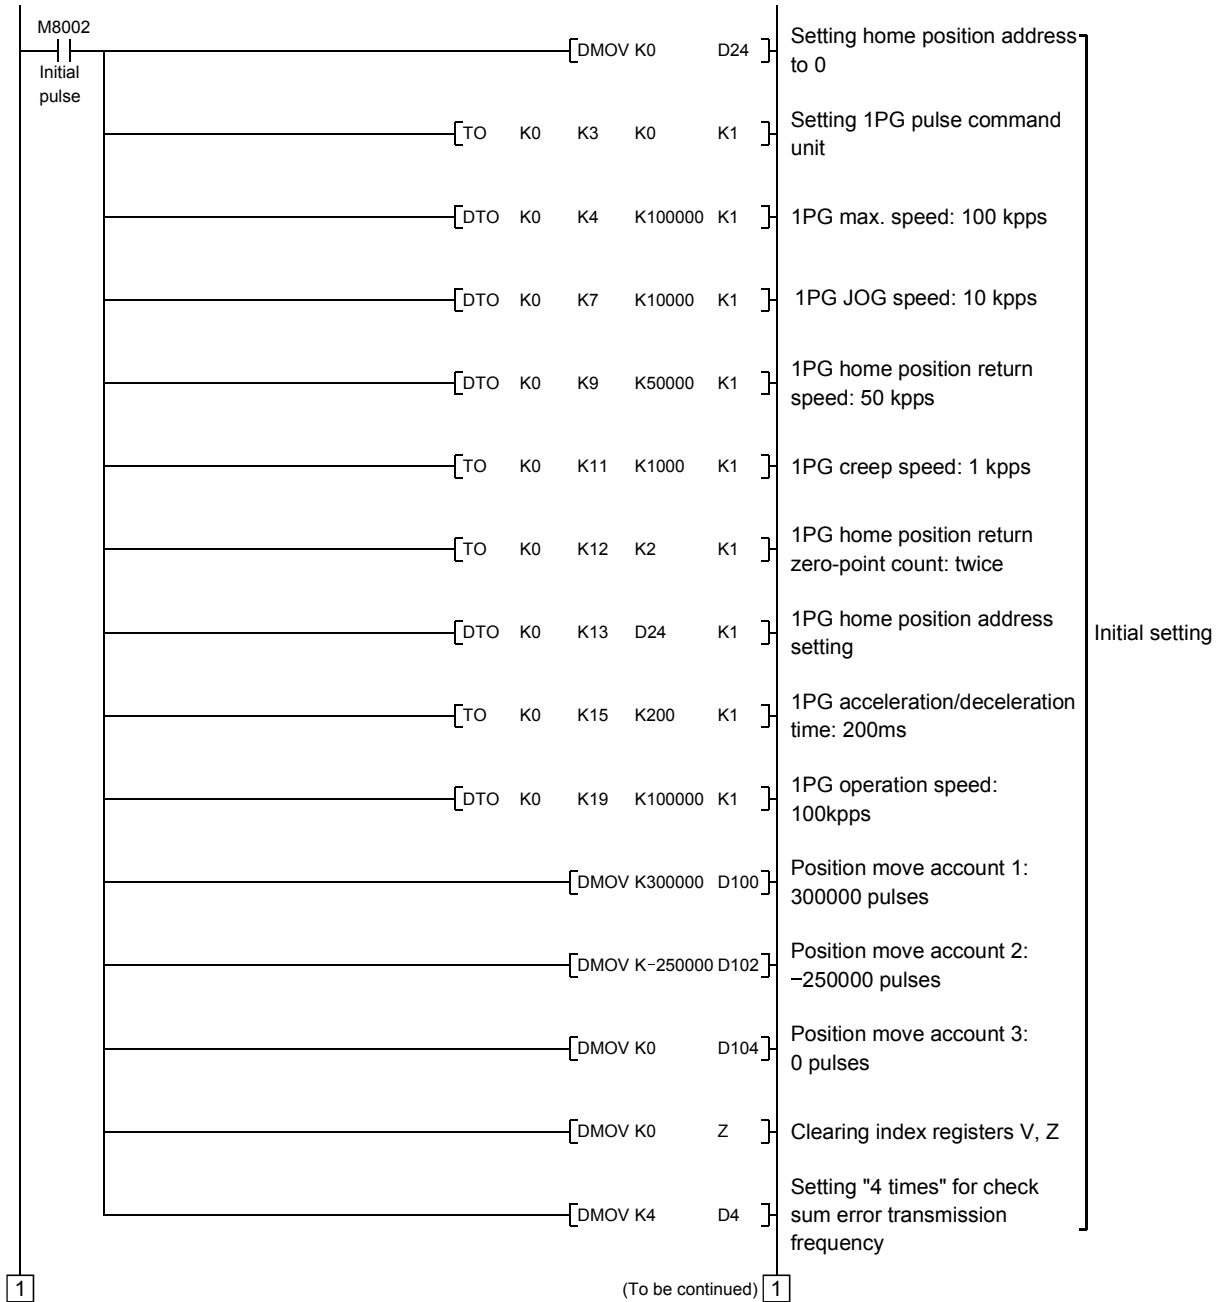 M8002
Initial
pulse
DMOV K0 D24
Setting home position address
to 0
TO K0 K3 K0 K1
Setting 1PG pulse command
unit
DTO K0 K4 K100000 K1
1PG max. speed: 100 kpps
DTO K0 K7 K10000 K1
1PG JOG speed: 10 kpps
DTO K0 K9 K50000 K1
1PG home position return
speed: 50 kpps
TO K0 K11 K1000 K1
1PG creep speed: 1 kpps
TO K0 K12 K2 K1
1PG home position return
zero-point count: twice
DTO K0 K13 D24 K1
1PG home position address
setting
Initial setting
TO K0 K15 K200 K1
1PG acceleration/deceleration
time: 200ms
DTO K0 K19 K100000 K1
1PG operation speed:
100kpps
DMOV K300000 D100
Position move account 1:
300000 pulses
DMOV K−250000 D102
Position move account 2:
−250000 pulses
DMOV K0 D104
Position move account 3:
0 pulses
DMOV K0 Z
Clearing index registers V, Z
DMOV K4 D4
Setting "4 times" for check
sum error transmission
frequency
1
(To be continued) 1